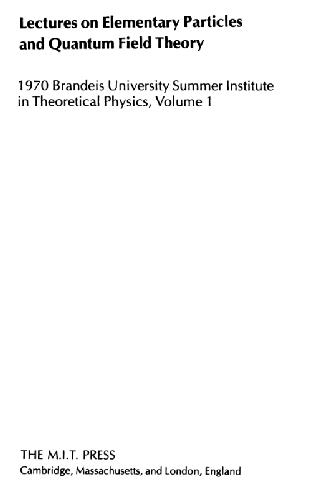 Lectures on Elementary Particles
and Quantum Field Theory
1970 Brandeis University Summer Institute
in Theoretical Physics, Volume 1
THE M.I.T. PRESS
Cambridge, Massachusetts, and London, England